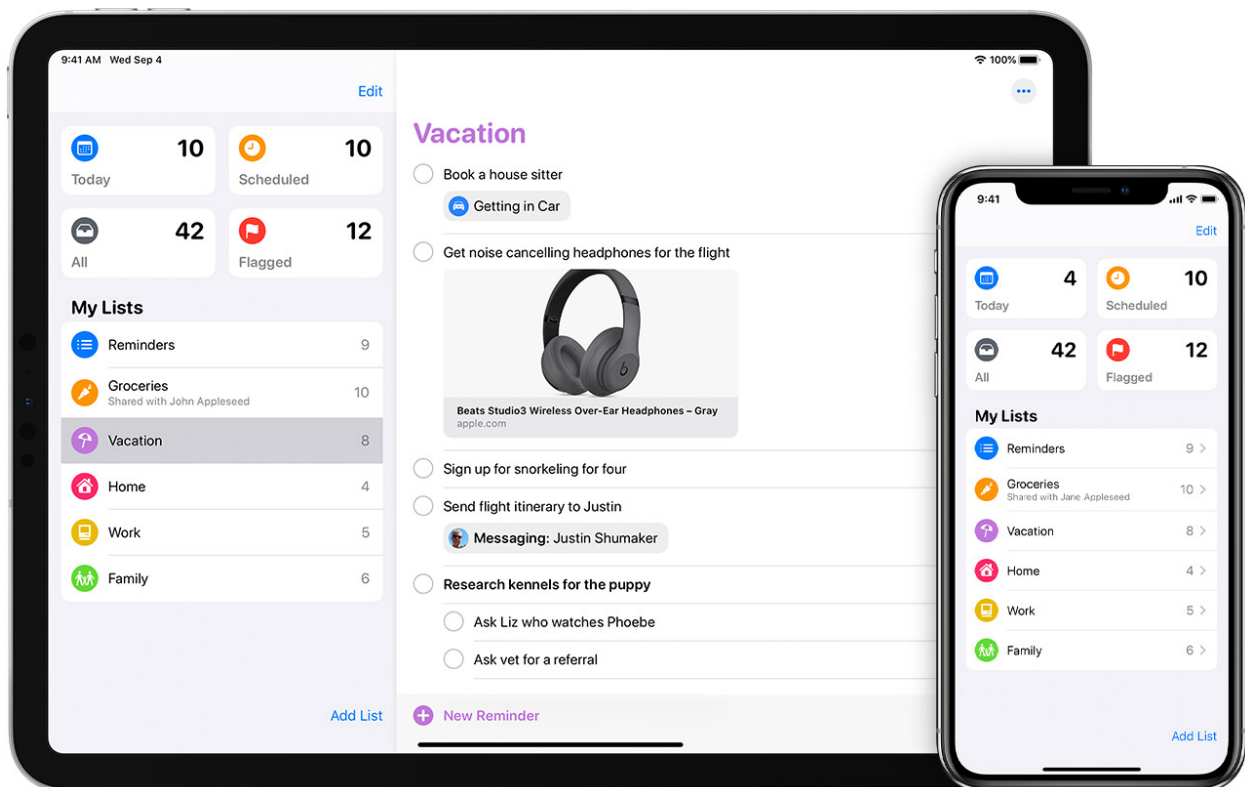 9:41 AM Wed Sep 4
100%
Edit
10
Today
10
Scheduled
42
All
12
Flagged
My Lists
Reminders 9
Groceries 10
Shared with John Appleseed
Vacation 8
Home 4
Work 5
Family 6
Add List
Vacation
Book a house sitter
Getting in Car
Get noise cancelling headphones for the flight
Beats Studio3 Wireless Over-Ear Headphones – Gray
apple.com
Sign up for snorkeling for four
Send flight itinerary to Justin
Messaging: Justin Shumaker
Research kennels for the puppy
Ask Liz who watches Phoebe
Ask vet for a referral
New Reminder
9:41
Edit
4
Today
10
Scheduled
42
All
12
Flagged
My Lists
Reminders 9
Groceries 10
Shared with Jane Appleseed
Vacation 8
Home 4
Work 5
Family 6
Add List